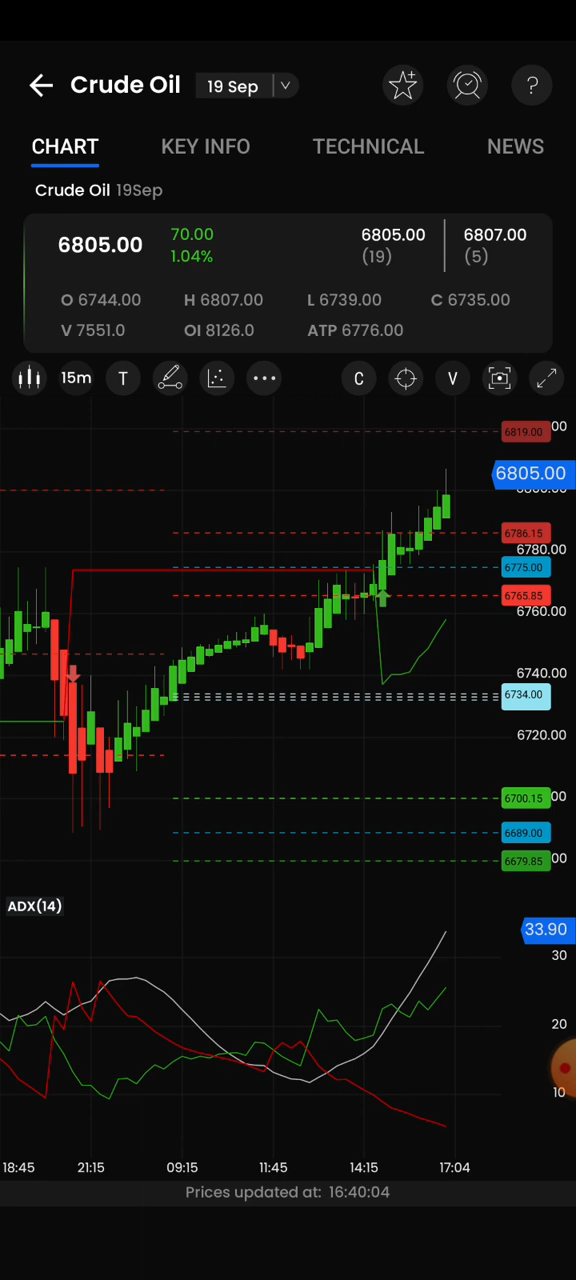 Crude Oil 19 Sep
?
CHART KEY INFO TECHNICAL NEWS
Crude Oil 19Sep
6805.00 70.00 6805.00 6807.00
1.04% (19) (5)
O 6744.00 H 6807.00 L 6739.00 C 6735.00
V 7551.0 OI 8126.0 ATP 6776.00
15m T C V
6819.00
6805.00
6786.15
6780.00
6775.00
6765.85
6760.00
6740.00
6734.00
6720.00
6700.15
6689.00
6679.85
ADX(14)
33.90
30
20
10
18:45 21:15 09:15 11:45 14:15 17:04
Prices updated at: 16:40:04